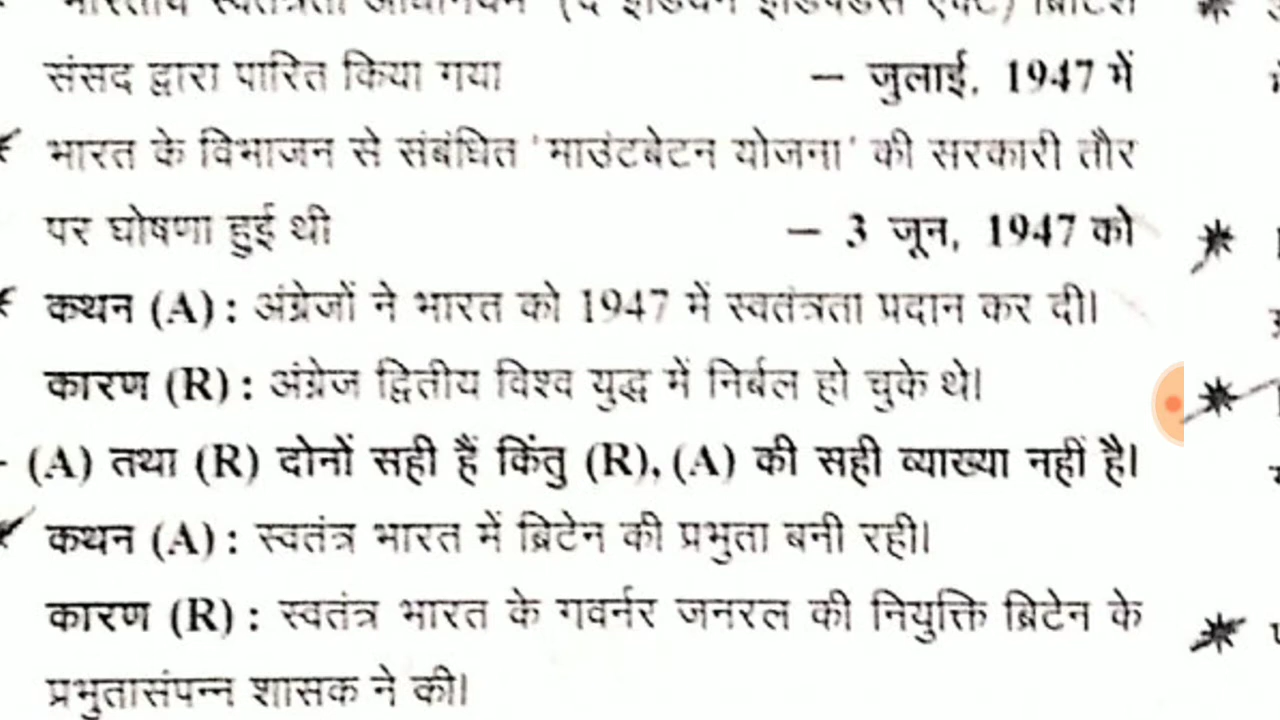 भारतीय स्वतंत्रता अधिनियम (द इंडियन इंडिपेंडेंस एक्ट) ब्रिटिश
संसद द्वारा पारित किया गया – जुलाई, 1947 में
भारत के विभाजन से संबंधित 'माउंटबेटन योजना' की सरकारी तौर
पर घोषणा हुई थी – 3 जून, 1947 को
कथन (A) : अंग्रेजों ने भारत को 1947 में स्वतंत्रता प्रदान कर दी।
कारण (R) : अंग्रेज द्वितीय विश्व युद्ध में निर्बल हो चुके थे।
- (A) तथा (R) दोनों सही हैं किंतु (R), (A) की सही व्याख्या नहीं है।
कथन (A) : स्वतंत्र भारत में ब्रिटेन की प्रभुता बनी रही।
कारण (R) : स्वतंत्र भारत के गवर्नर जनरल की नियुक्ति ब्रिटेन के
प्रभुतासंपन्न शासक ने की।